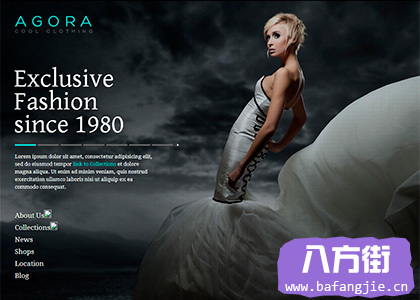 AGORA
COOL CLOTHING
Exclusive
Fashion
since 1980
Lorem ipsum dolor sit amet, consectetur adipisicing elit,
sed do eiusmod tempor link to Collections et dolore
magna aliqua. Ut enim ad minim veniam, quis nostrud
exercitation ullamco laboris nisi ut aliquip ex ea
commodo consequat.
About Us
Collections
News
Shops
Location
Blog
八方街
www.bafangjie.cn